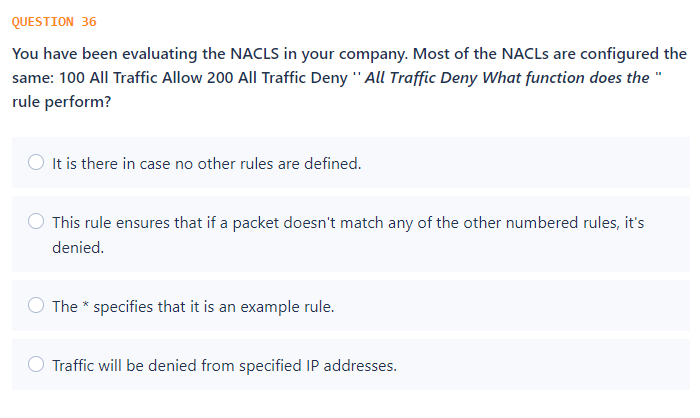 QUESTION 36
You have been evaluating the NACLS in your company. Most of the NACLs are configured the
same: 100 All Traffic Allow 200 All Traffic Deny '' All Traffic Deny What function does the "
rule perform?
It is there in case no other rules are defined.
This rule ensures that if a packet doesn't match any of the other numbered rules, it's
denied.
The * specifies that it is an example rule.
Traffic will be denied from specified IP addresses.